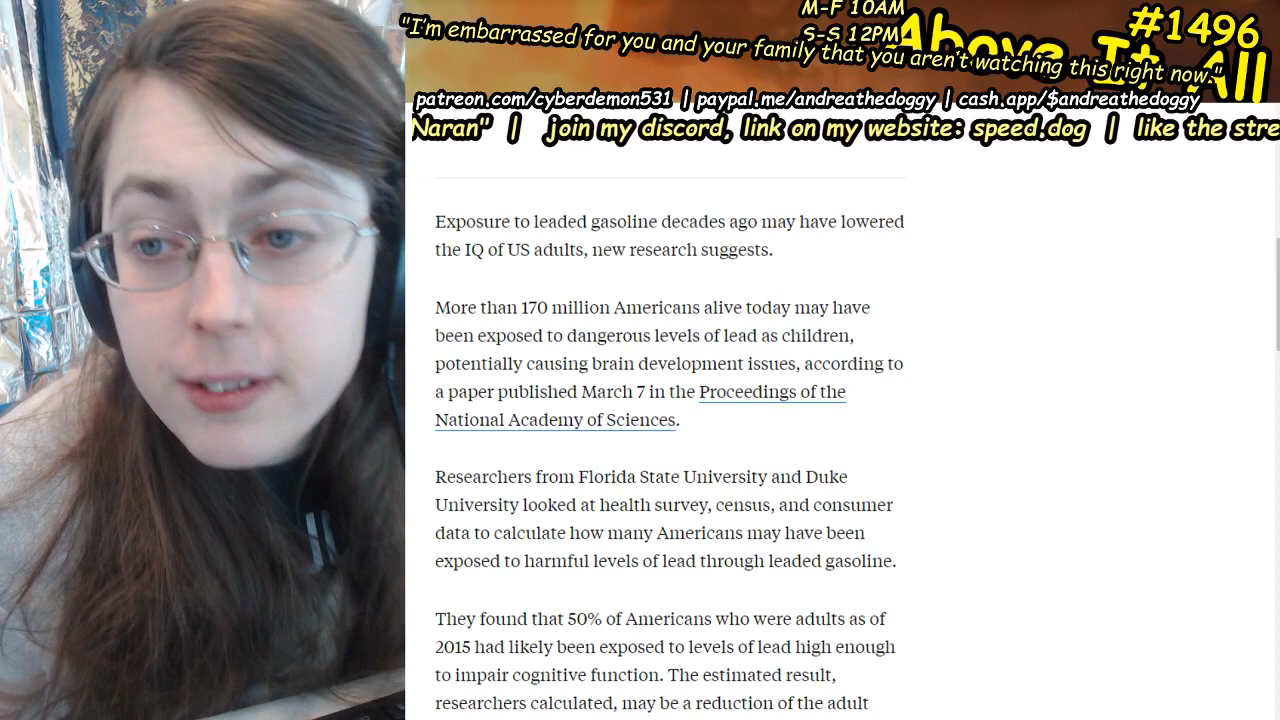 M-F 10AM
S-S 12PM
Above It All
#1496
"I'm embarrassed for you and your family that you aren't watching this right now."
patreon.com/cyberdemon531 | paypal.me/andreathedoggy | cash.app/$andreathedoggy
Naran" | join my discord, link on my website: speed.dog | like the stre
Exposure to leaded gasoline decades ago may have lowered
the IQ of US adults, new research suggests.
More than 170 million Americans alive today may have
been exposed to dangerous levels of lead as children,
potentially causing brain development issues, according to
a paper published March 7 in the Proceedings of the
National Academy of Sciences.
Researchers from Florida State University and Duke
University looked at health survey, census, and consumer
data to calculate how many Americans may have been
exposed to harmful levels of lead through leaded gasoline.
They found that 50% of Americans who were adults as of
2015 had likely been exposed to levels of lead high enough
to impair cognitive function. The estimated result,
researchers calculated, may be a reduction of the adult